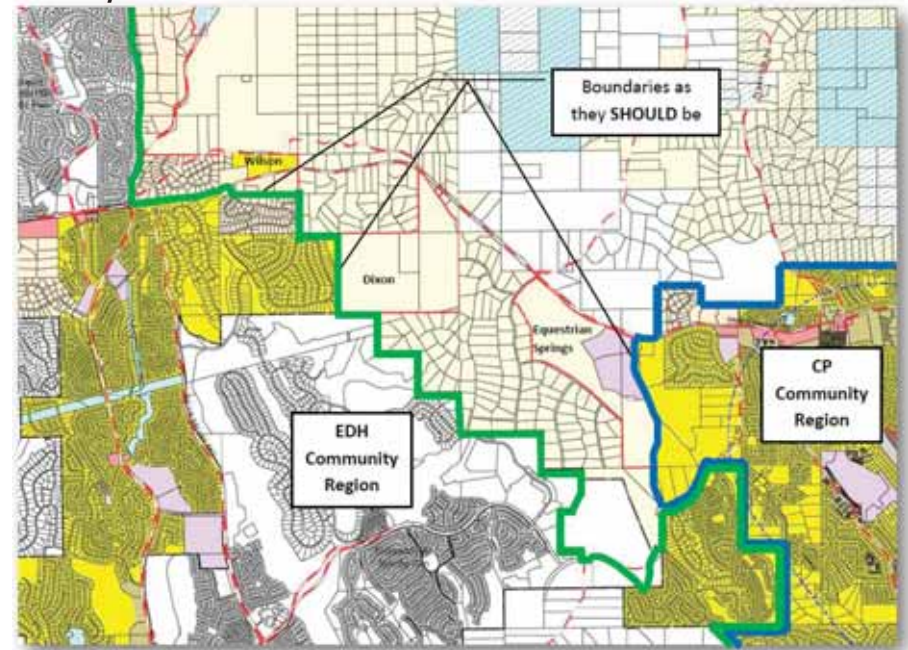 Boundaries as
they SHOULD be
Wilson
Dixon
Equestrian
Springs
CP
Community
Region
EDH
Community
Region